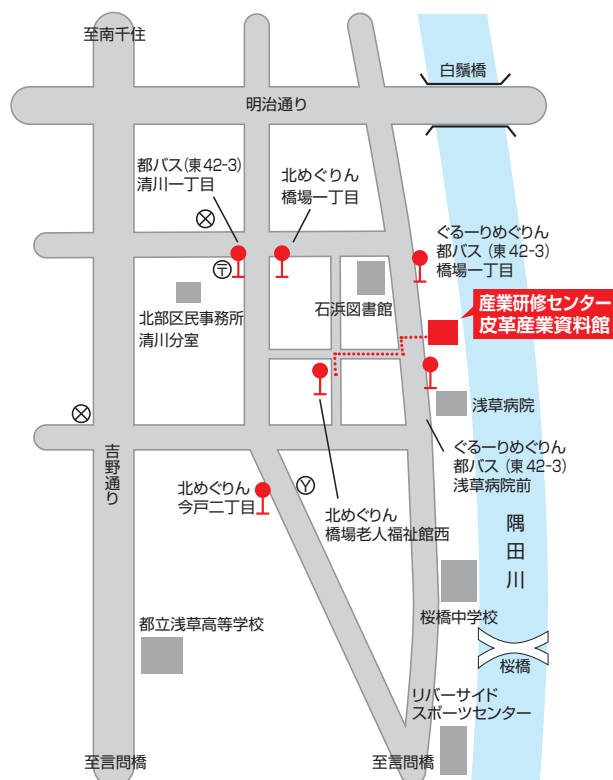 至南千住
白鬚橋
明治通り
都バス（東42-3）
清川一丁目
北めぐりん
橋場一丁目
ぐるーりめぐりん
都バス（東42-3）
橋場一丁目
〒
北部区民事務所
清川分室
石浜図書館
産業研修センター
皮革産業資料館
浅草病院
吉野通り
ぐるーりめぐりん
都バス（東42-3）
浅草病院前
北めぐりん
今戸二丁目
Y
北めぐりん
橋場老人福祉館西
隅田川
桜橋中学校
都立浅草高等学校
桜橋
リバーサイド
スポーツセンター
至言問橋
至言問橋